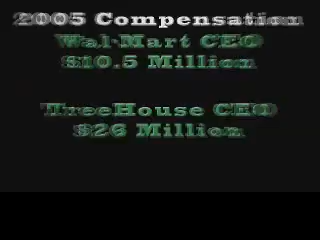 2005 Compensation
Wal-Mart CEO
$10.5 Million
TreeHouse CEO
$26 Million